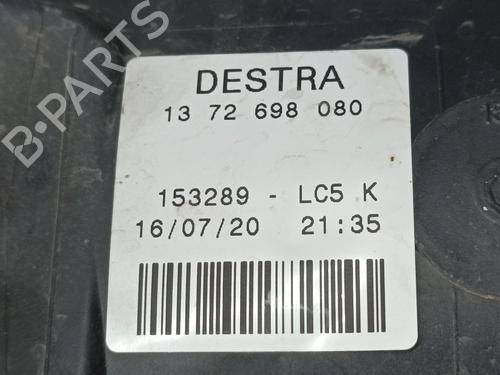 B-PARTS
DESTRA
13 72 698 080
153289 - LC5 K
16/07/20 21:35